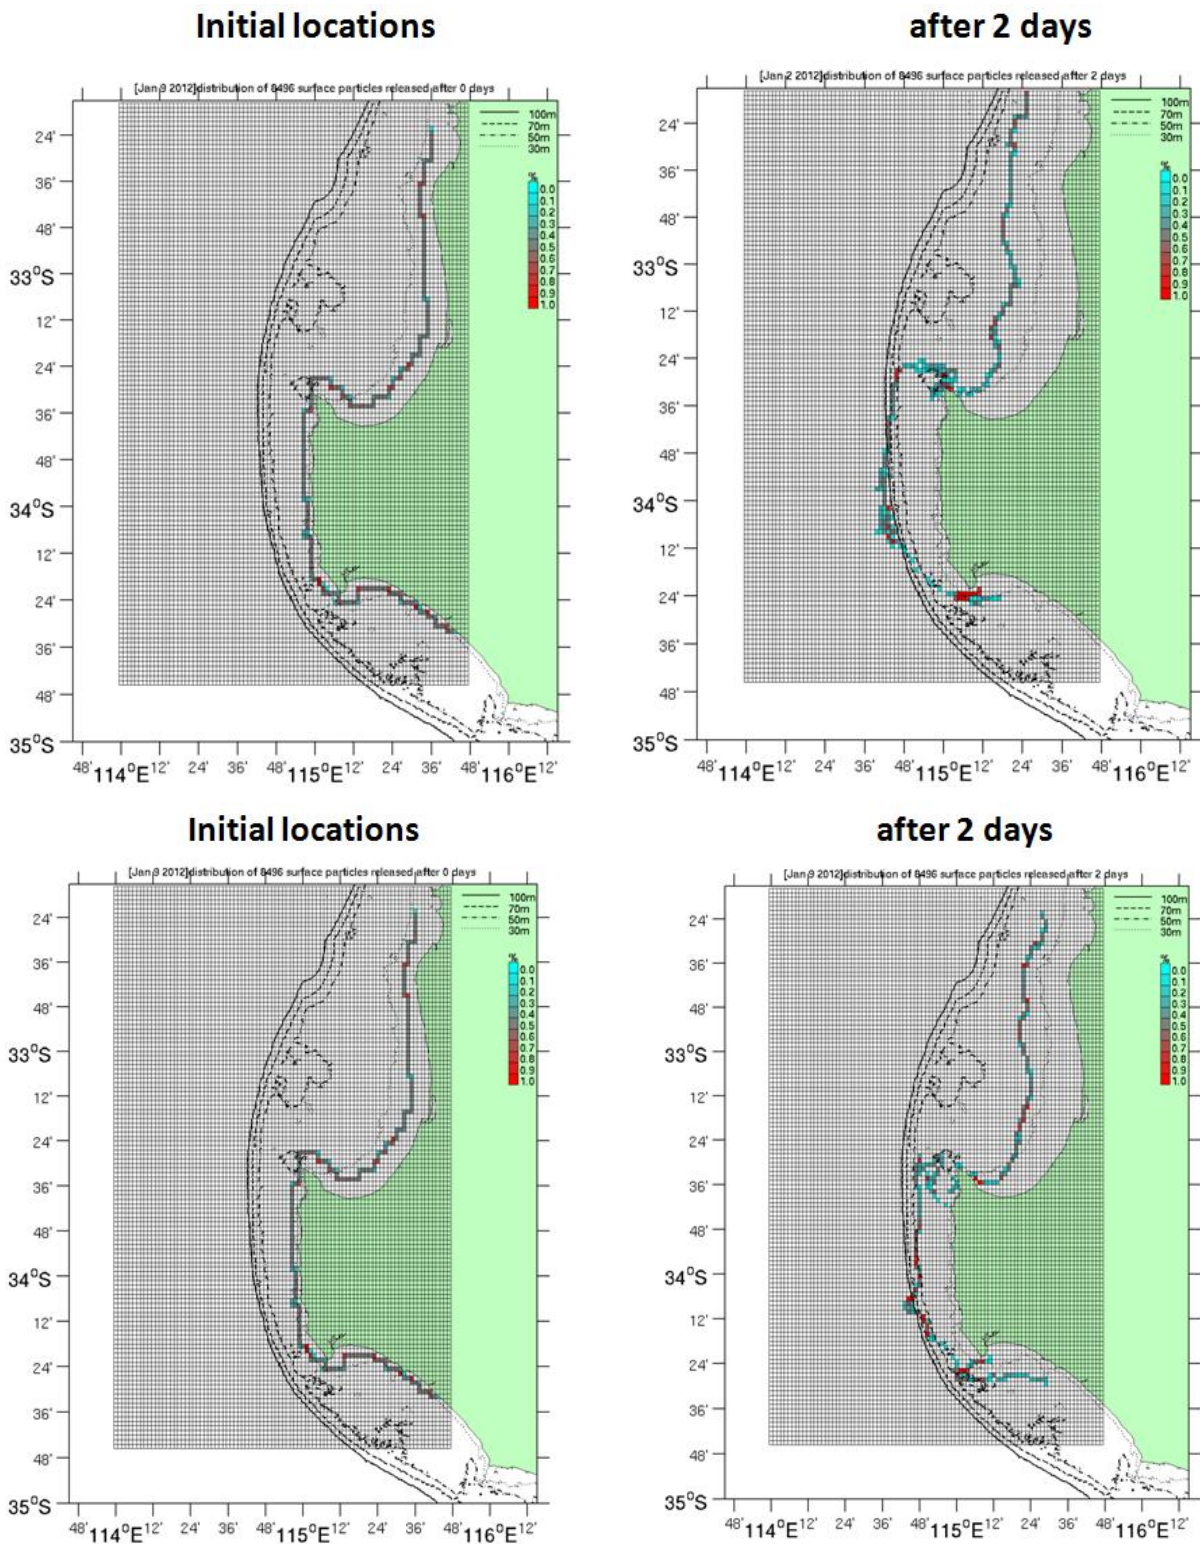 Initial locations
after 2 days
[Jan 9 2012]distribution of 8496 surface particles released after 0 days
[Jan 2 2012]distribution of 8496 surface particles released after 2 days
100m
70m
50m
30m
%
0.0
0.1
0.2
0.3
0.4
0.5
0.6
0.7
0.8
0.9
1.0
24'
36'
48'
33°S
12'
24'
36'
48'
34°S
12'
24'
36'
48'
35°S
48' 114°E 12' 24' 36' 48' 115°E 12' 24' 36' 48' 116°E 12'
100m
70m
50m
30m
%
0.0
0.1
0.2
0.3
0.4
0.5
0.6
0.7
0.8
0.9
1.0
24'
36'
48'
33°S
12'
24'
36'
48'
34°S
12'
24'
36'
48'
35°S
48' 114°E 12' 24' 36' 48' 115°E 12' 24' 36' 48' 116°E 12'
Initial locations
after 2 days
[Jan 9 2012]distribution of 8496 surface particles released after 0 days
[Jan 9 2012]distribution of 8496 surface particles released after 2 days
100m
70m
50m
30m
%
0.0
0.1
0.2
0.3
0.4
0.5
0.6
0.7
0.8
0.9
1.0
24'
36'
48'
33°S
12'
24'
36'
48'
34°S
12'
24'
36'
48'
35°S
48' 114°E 12' 24' 36' 48' 115°E 12' 24' 36' 48' 116°E 12'
100m
70m
50m
30m
%
0.0
0.1
0.2
0.3
0.4
0.5
0.6
0.7
0.8
0.9
1.0
24'
36'
48'
33°S
12'
24'
36'
48'
34°S
12'
24'
36'
48'
35°S
48' 114°E 12' 24' 36' 48' 115°E 12' 24' 36' 48' 116°E 12'